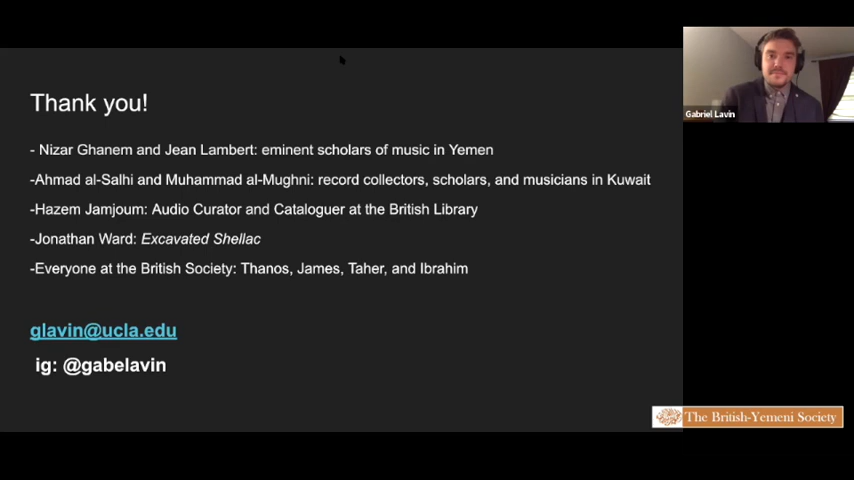 Thank you!
- Nizar Ghanem and Jean Lambert: eminent scholars of music in Yemen
-Ahmad al-Salhi and Muhammad al-Mughni: record collectors, scholars, and musicians in Kuwait
-Hazem Jamjoum: Audio Curator and Cataloguer at the British Library
-Jonathan Ward: Excavated Shellac
-Everyone at the British Society: Thanos, James, Taher, and Ibrahim
glavin@ucla.edu
ig: @gabelavin
Gabriel Lavin
The British-Yemeni Society